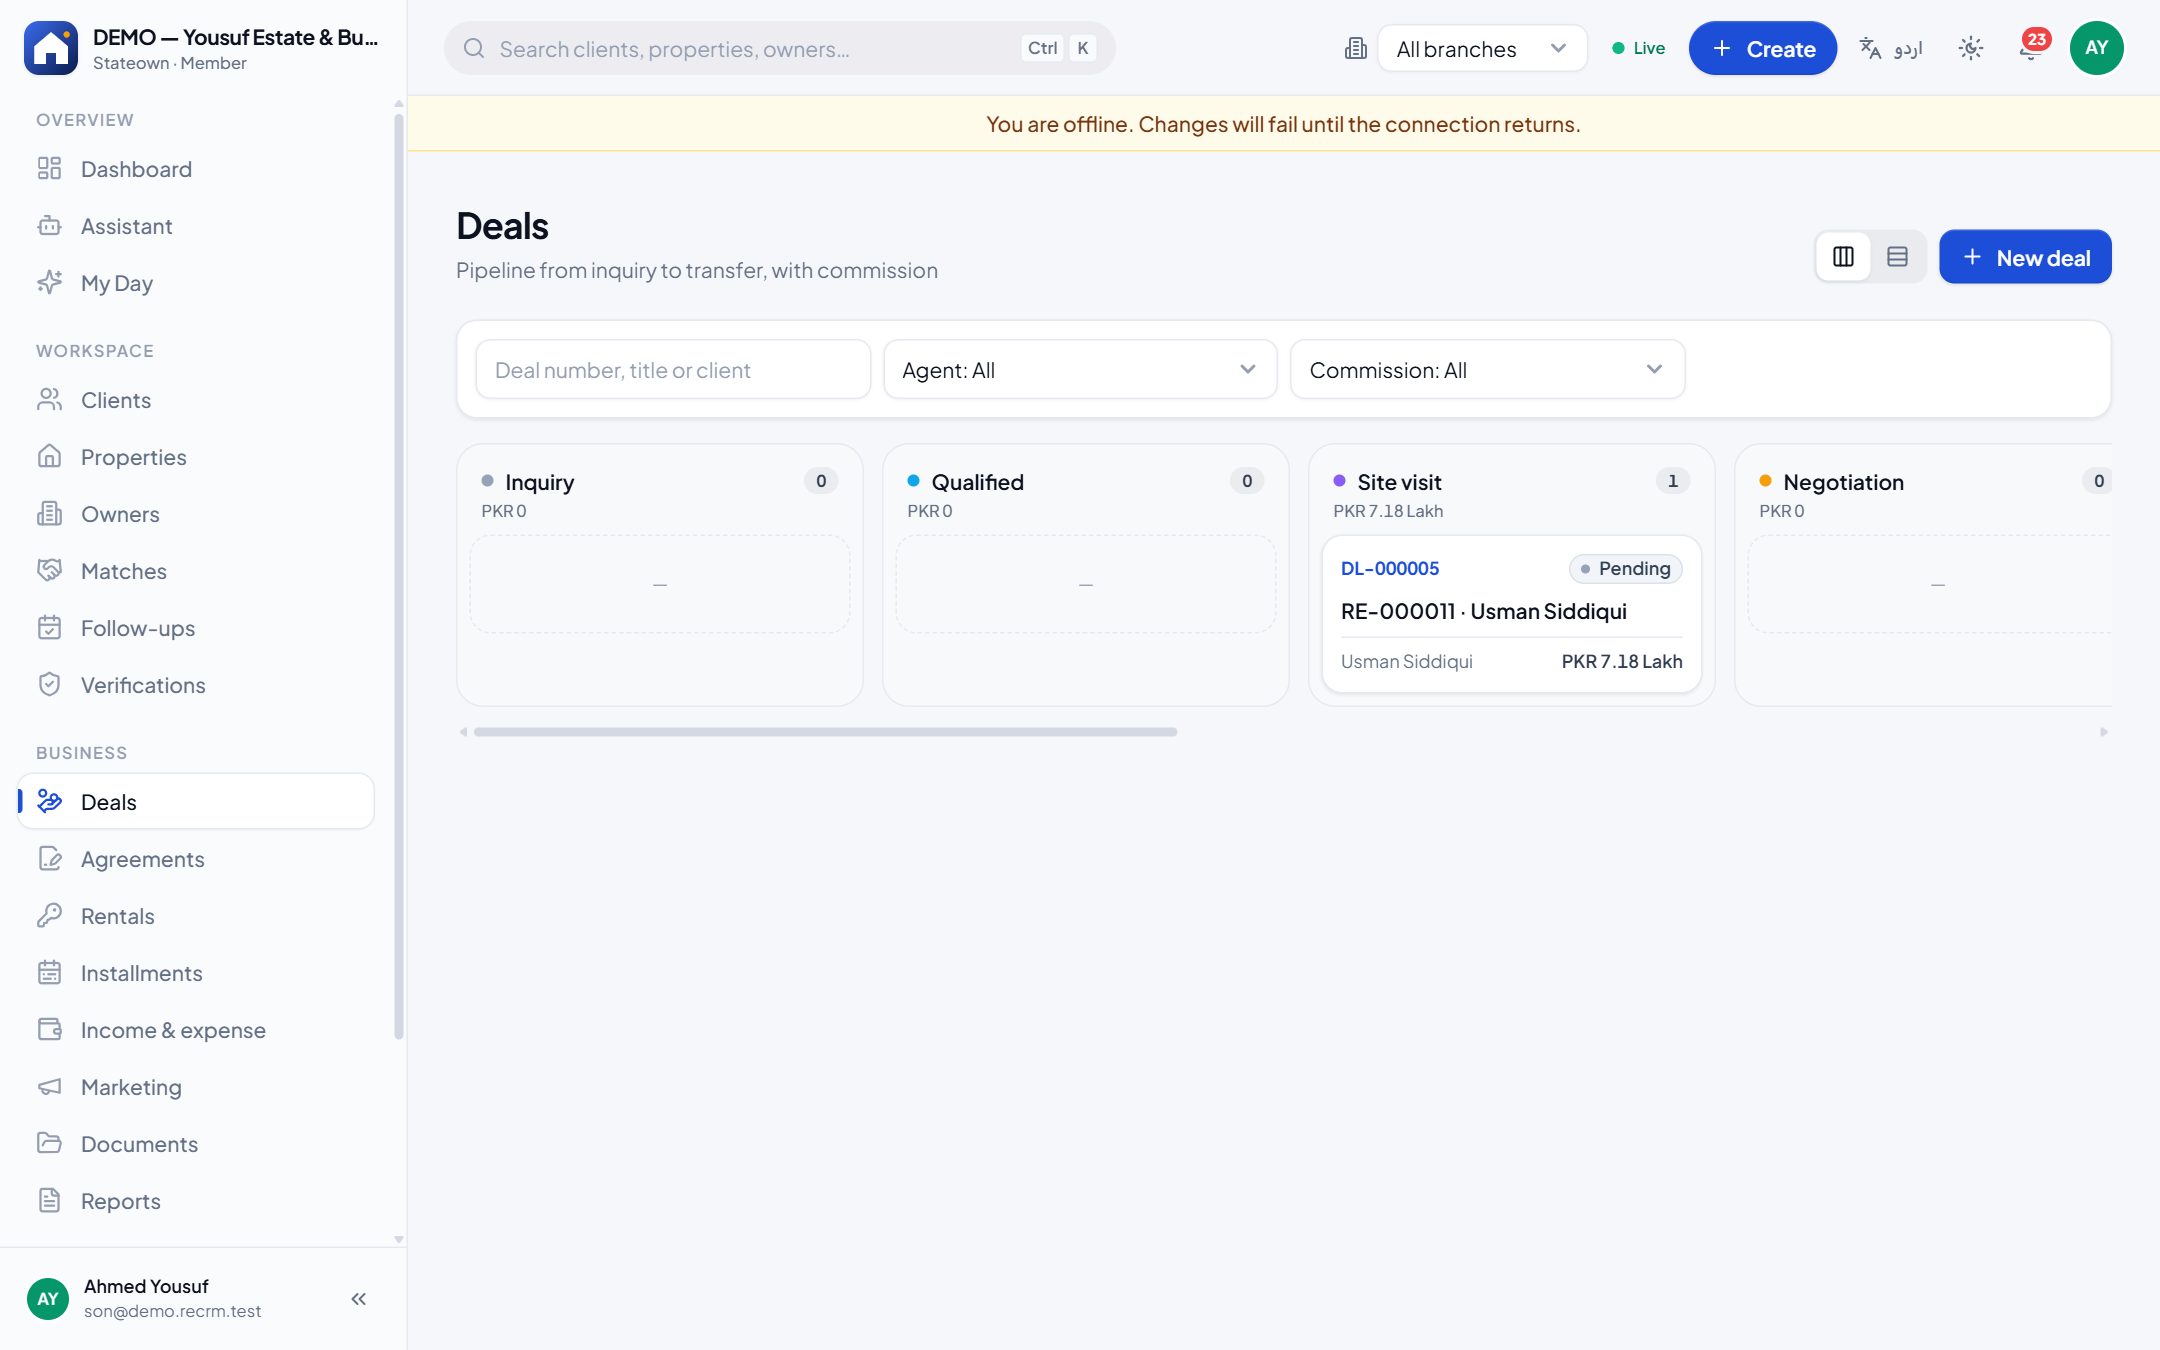 DEMO — Yousuf Estate & Bu...
Stateown · Member
Search clients, properties, owners...
Ctrl K
All branches
Live
+ Create
اردو
23
AY
You are offline. Changes will fail until the connection returns.
OVERVIEW
Dashboard
Assistant
My Day
WORKSPACE
Clients
Properties
Owners
Matches
Follow-ups
Verifications
BUSINESS
Deals
Agreements
Rentals
Installments
Income & expense
Marketing
Documents
Reports
AY
Ahmed Yousuf
son@demo.recrm.test
Deals
Pipeline from inquiry to transfer, with commission
+ New deal
Deal number, title or client
Agent: All
Commission: All
Inquiry 0
PKR 0
—
Qualified 0
PKR 0
—
Site visit 1
PKR 7.18 Lakh
DL-000005 Pending
RE-000011 · Usman Siddiqui
Usman Siddiqui PKR 7.18 Lakh
Negotiation 0
PKR 0
—